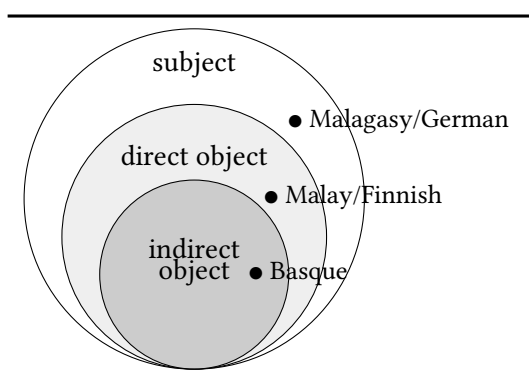 subject
Malagasy/German
direct object
Malay/Finnish
indirect
object
Basque